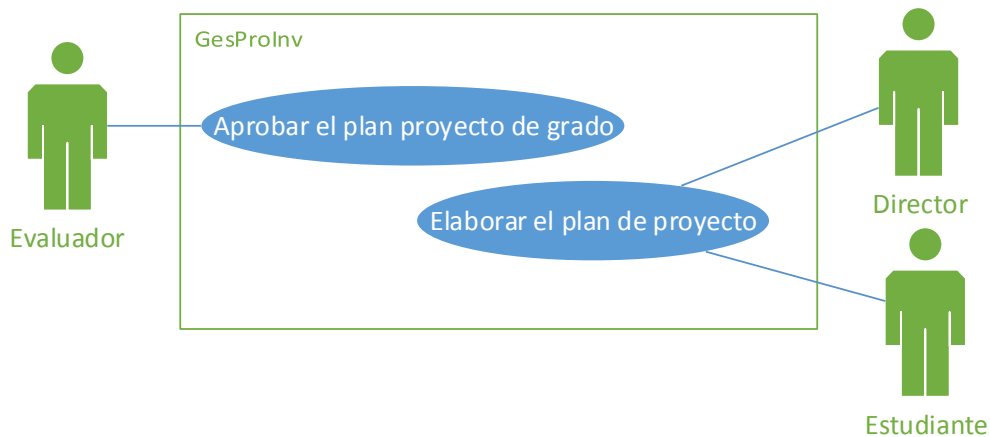 GesProInv
Aprobar el plan proyecto de grado
Elaborar el plan de proyecto
Evaluador
Director
Estudiante